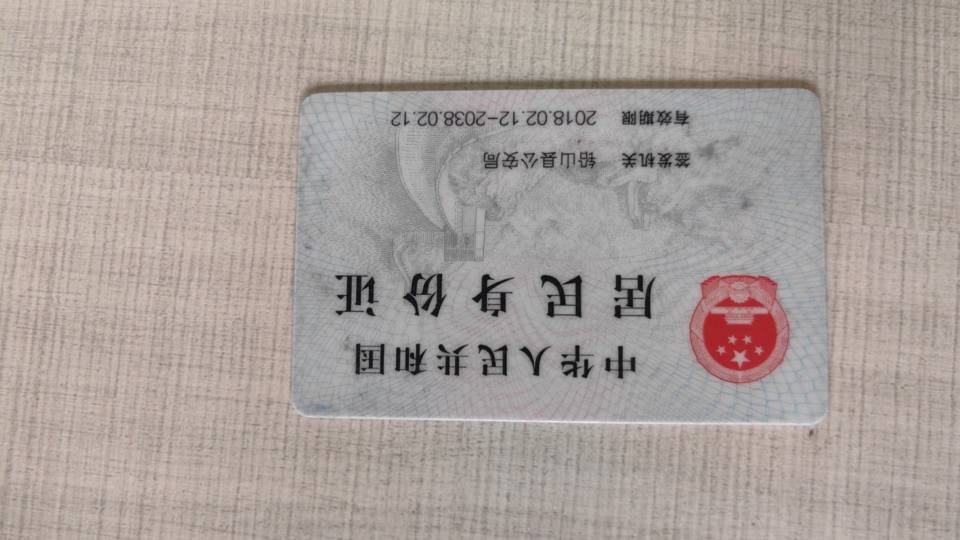 中华人民共和国
居民身份证
签发机关 铅山县公安局
有效期限 2018.02.12-2038.02.12